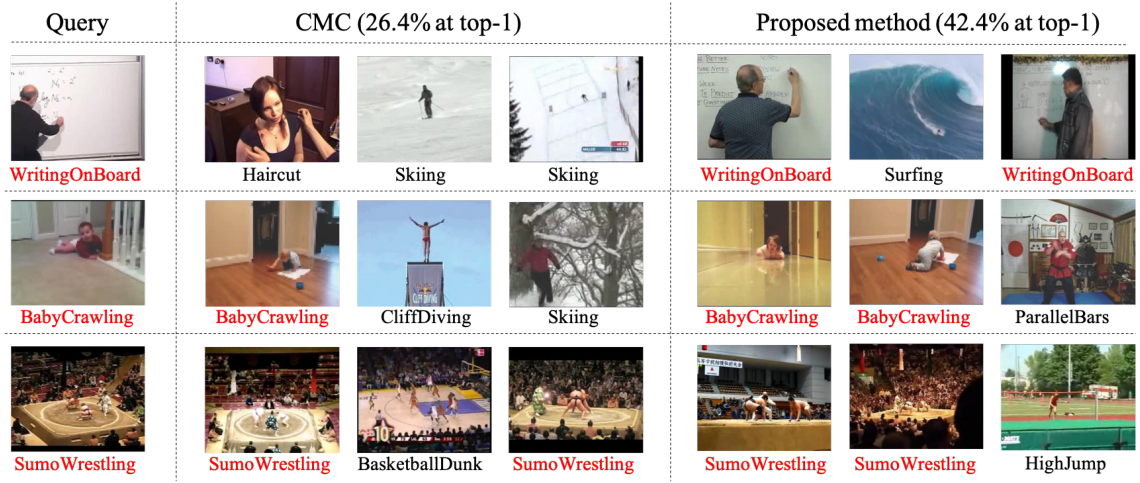 Query
CMC (26.4% at top-1)
Proposed method (42.4% at top-1)
WritingOnBoard
Haircut
Skiing
Skiing
WritingOnBoard
Surfing
WritingOnBoard
BabyCrawling
BabyCrawling
CliffDiving
Skiing
BabyCrawling
BabyCrawling
ParallelBars
SumoWrestling
SumoWrestling
BasketballDunk
SumoWrestling
SumoWrestling
SumoWrestling
HighJump